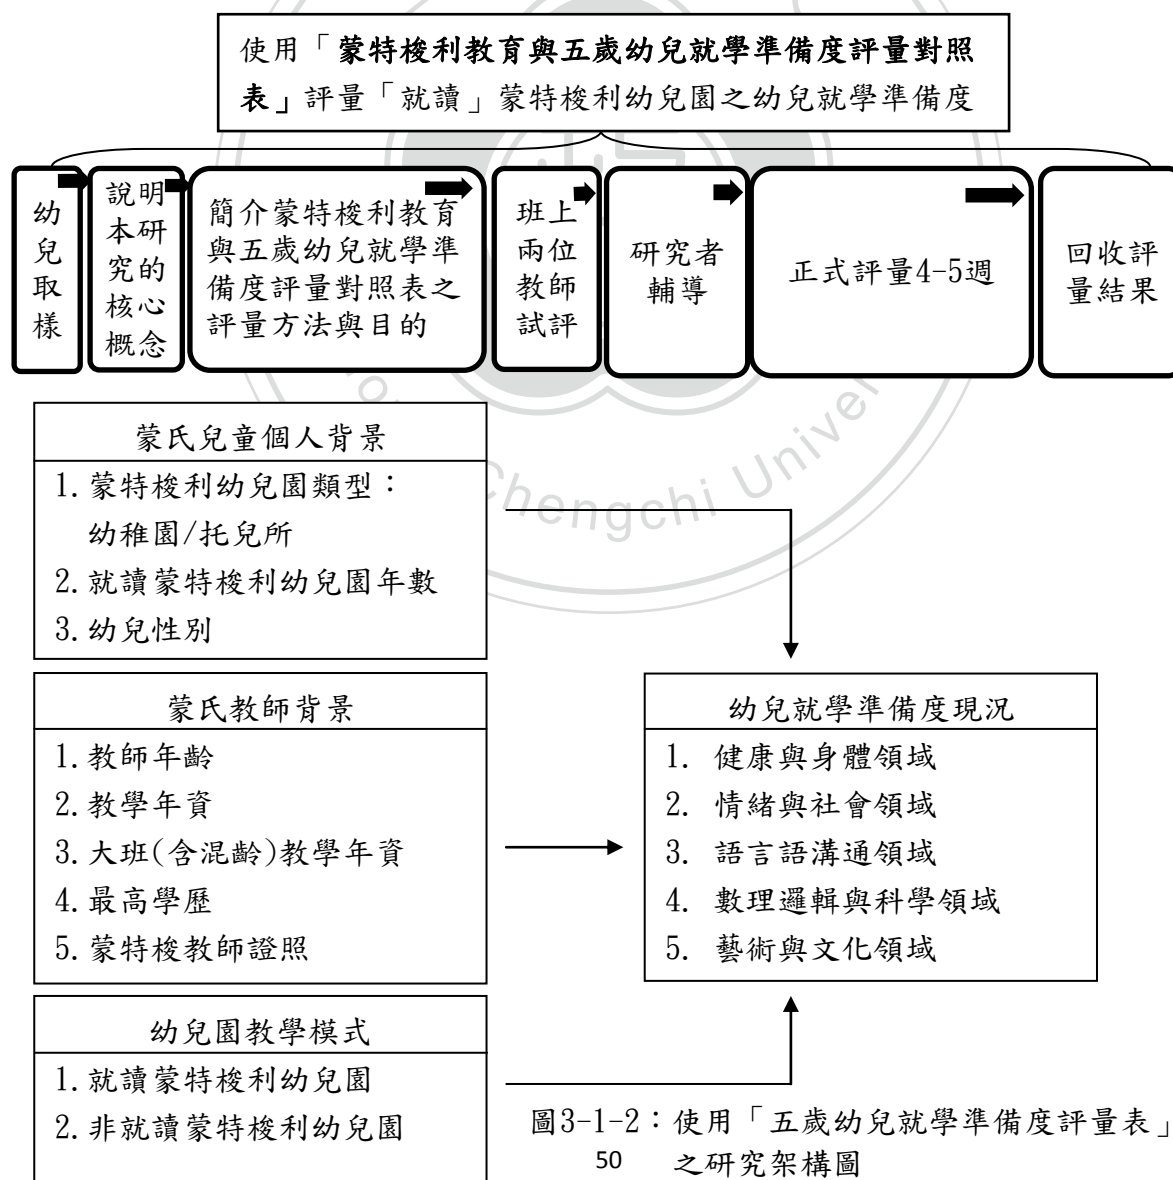 使用「蒙特梭利教育與五歲幼兒就學準備度評量對照
表」評量「就讀」蒙特梭利幼兒園之幼兒就學準備度
幼
兒
取
樣
說明
本研
究的
核心
概念
簡介蒙特梭利教育
與五歲幼兒就學準
備度評量對照表之
評量方法與目的
班上
兩位
教師
試評
研究者
輔導
正式評量4-5週
回收評
量結果
蒙氏兒童個人背景
1.蒙特梭利幼兒園類型：
幼稚園/托兒所
2.就讀蒙特梭利幼兒園年數
3.幼兒性別
Chengchi Univer
蒙氏教師背景
1.教師年齡
2.教學年資
3.大班(含混齡)教學年資
4.最高學歷
5.蒙特梭教師證照
幼兒就學準備度現況
1. 健康與身體領域
2. 情緒與社會領域
3. 語言語溝通領域
4. 數理邏輯與科學領域
5. 藝術與文化領域
幼兒園教學模式
1.就讀蒙特梭利幼兒園
2.非就讀蒙特梭利幼兒園
圖3-1-2：使用「五歲幼兒就學準備度評量表」
之研究架構圖
50